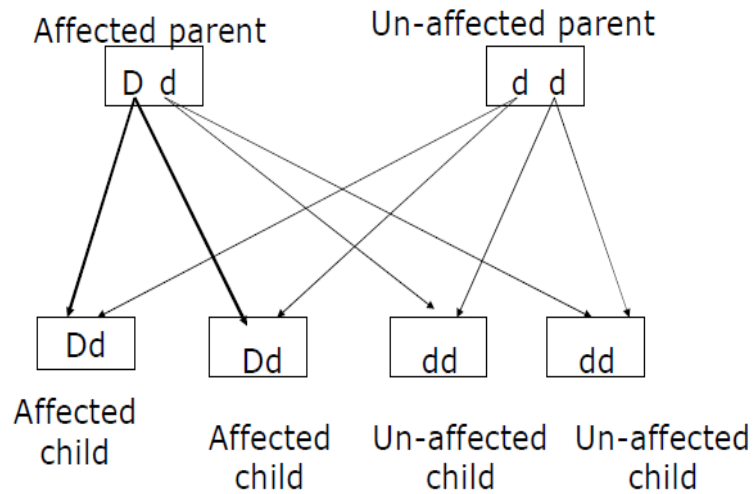 Affected parent
Un-affected parent
D d
d d
Dd
Dd
dd
dd
Affected
child
Affected
child
Un-affected
child
Un-affected
child